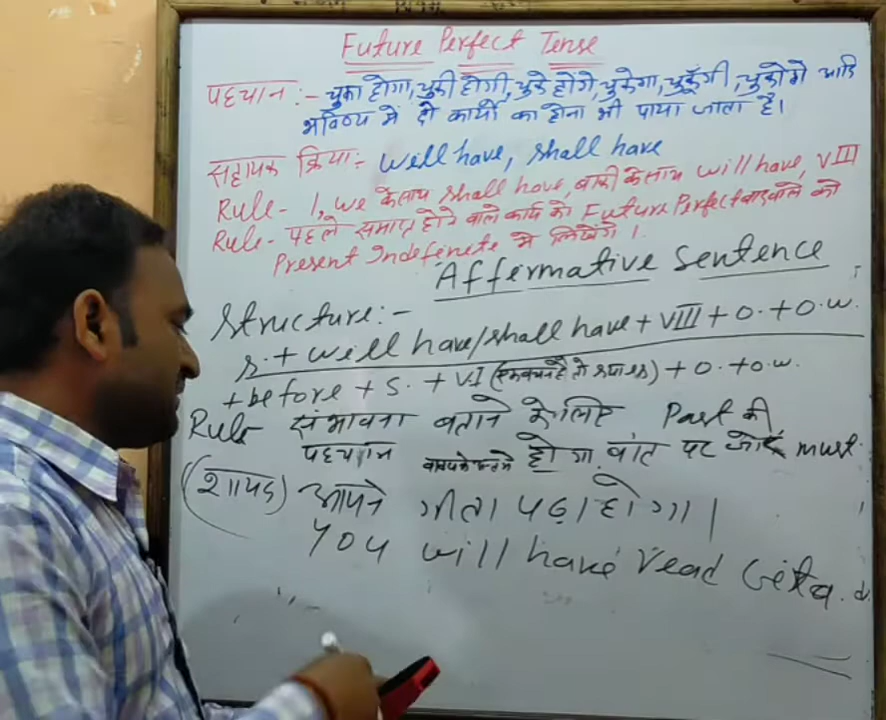 Future Perfect Tense
पहचान :- चुका होगा, चुकी होगी, चुके होंगे, चुकेगा, चुकूँगी, चुकोगे आदि
भविष्य में दो कार्यो का होना भी पाया जाता है।
सहायक क्रिया :- will have, shall have
Rule - I, we के साथ shall have, बाकी के साथ will have, VIII
Rule - पहले समाप्त होने वाले कार्य को Future Perfect बाद वाले को
Present Indefinete में लिखेंगे।
Affermative Sentence
Structure:-
S. + will have/shall have + VIII + O. + O.W.
+ before + S. + VI ( तो s या es) + O. + O.W.
Rule संभावना बताने के लिए Past की
पहचान हो गा, बात पर जोर must
(शायद) आपने गीता पढ़ा होगा।
You will have read Geeta.